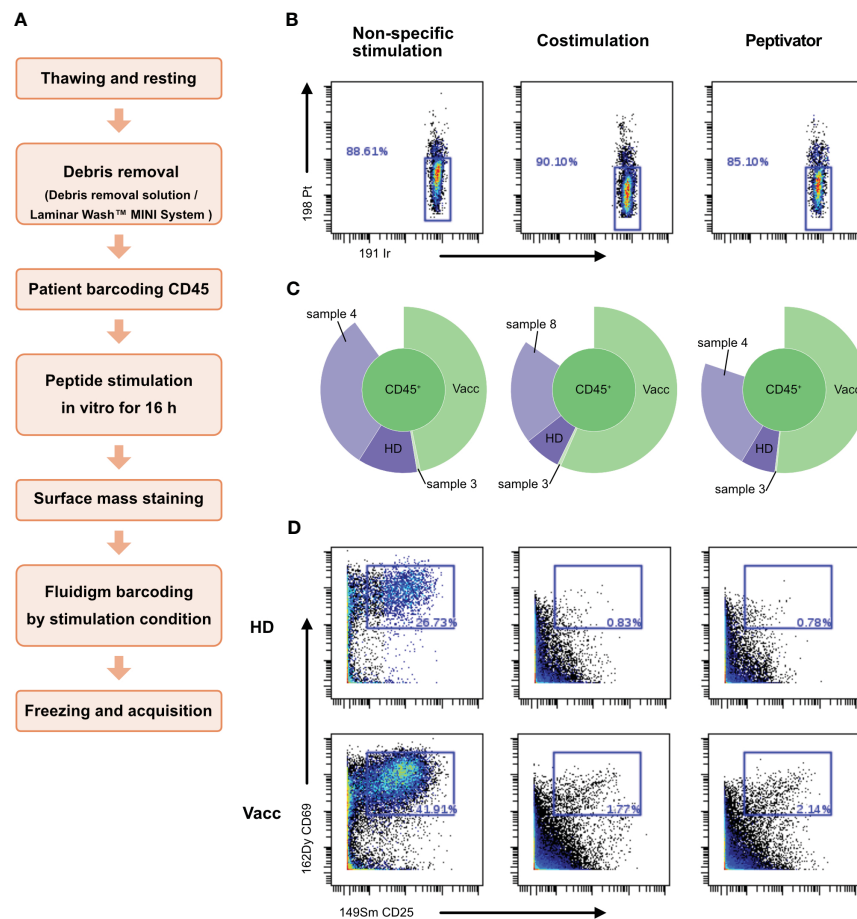 A
Thawing and resting
Debris removal
(Debris removal solution /
Laminar Wash™ MINI System )
Patient barcoding CD45
Peptide stimulation
in vitro for 16 h
Surface mass staining
Fluidigm barcoding
by stimulation condition
Freezing and acquisition
B
Non-specific
stimulation
Costimulation
Peptivator
88.61%
90.10%
85.10%
198 Pt
191 Ir
C
sample 4
CD45⁺
Vacc
HD
sample 3
sample 8
CD45⁺
Vacc
HD
sample 3
sample 4
CD45⁺
Vacc
HD
sample 3
D
HD
26.73%
0.83%
0.78%
Vacc
41.91%
1.77%
2.14%
162Dy CD69
149Sm CD25